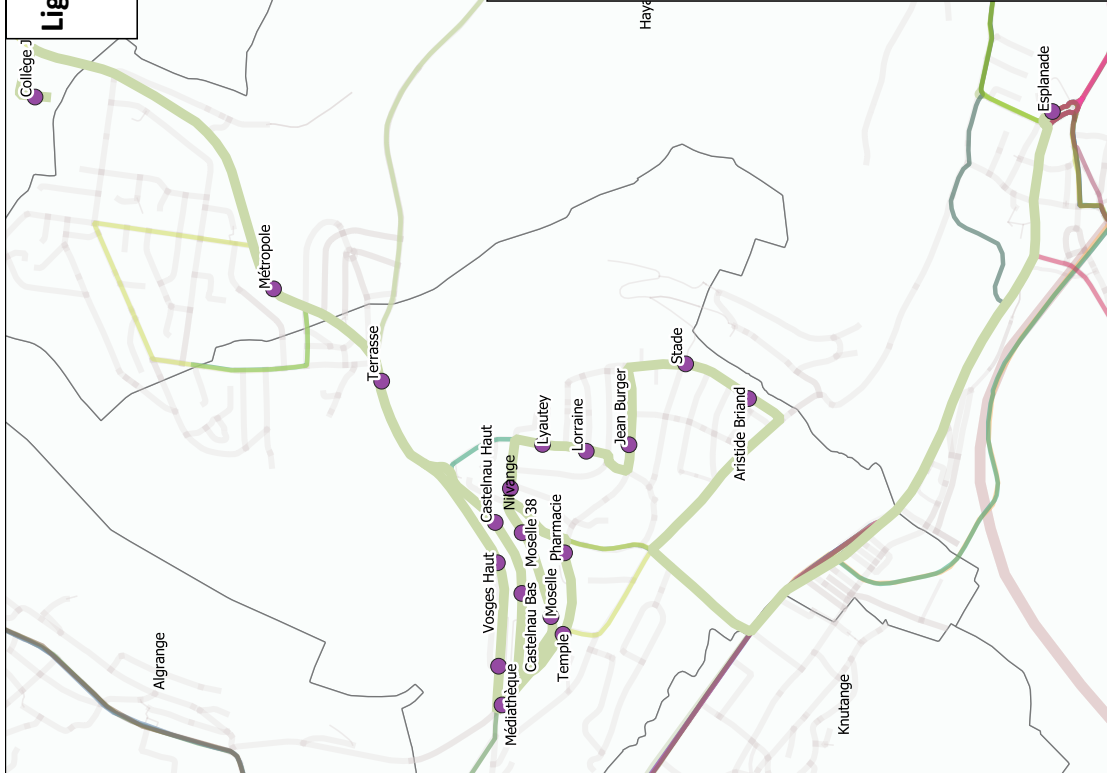 Lig
Collège J
Haya
Esplanade
Métropole
Terrasse
Stade
Jean Burger
Aristide Briand
Lyautey
Lorraine
Castelnau Haut
Nilvange
Moselle 38
Pharmacie
Vosges Haut
Castelnau Bas
Moselle
Temple
Médiathèque
Algrange
Knutange